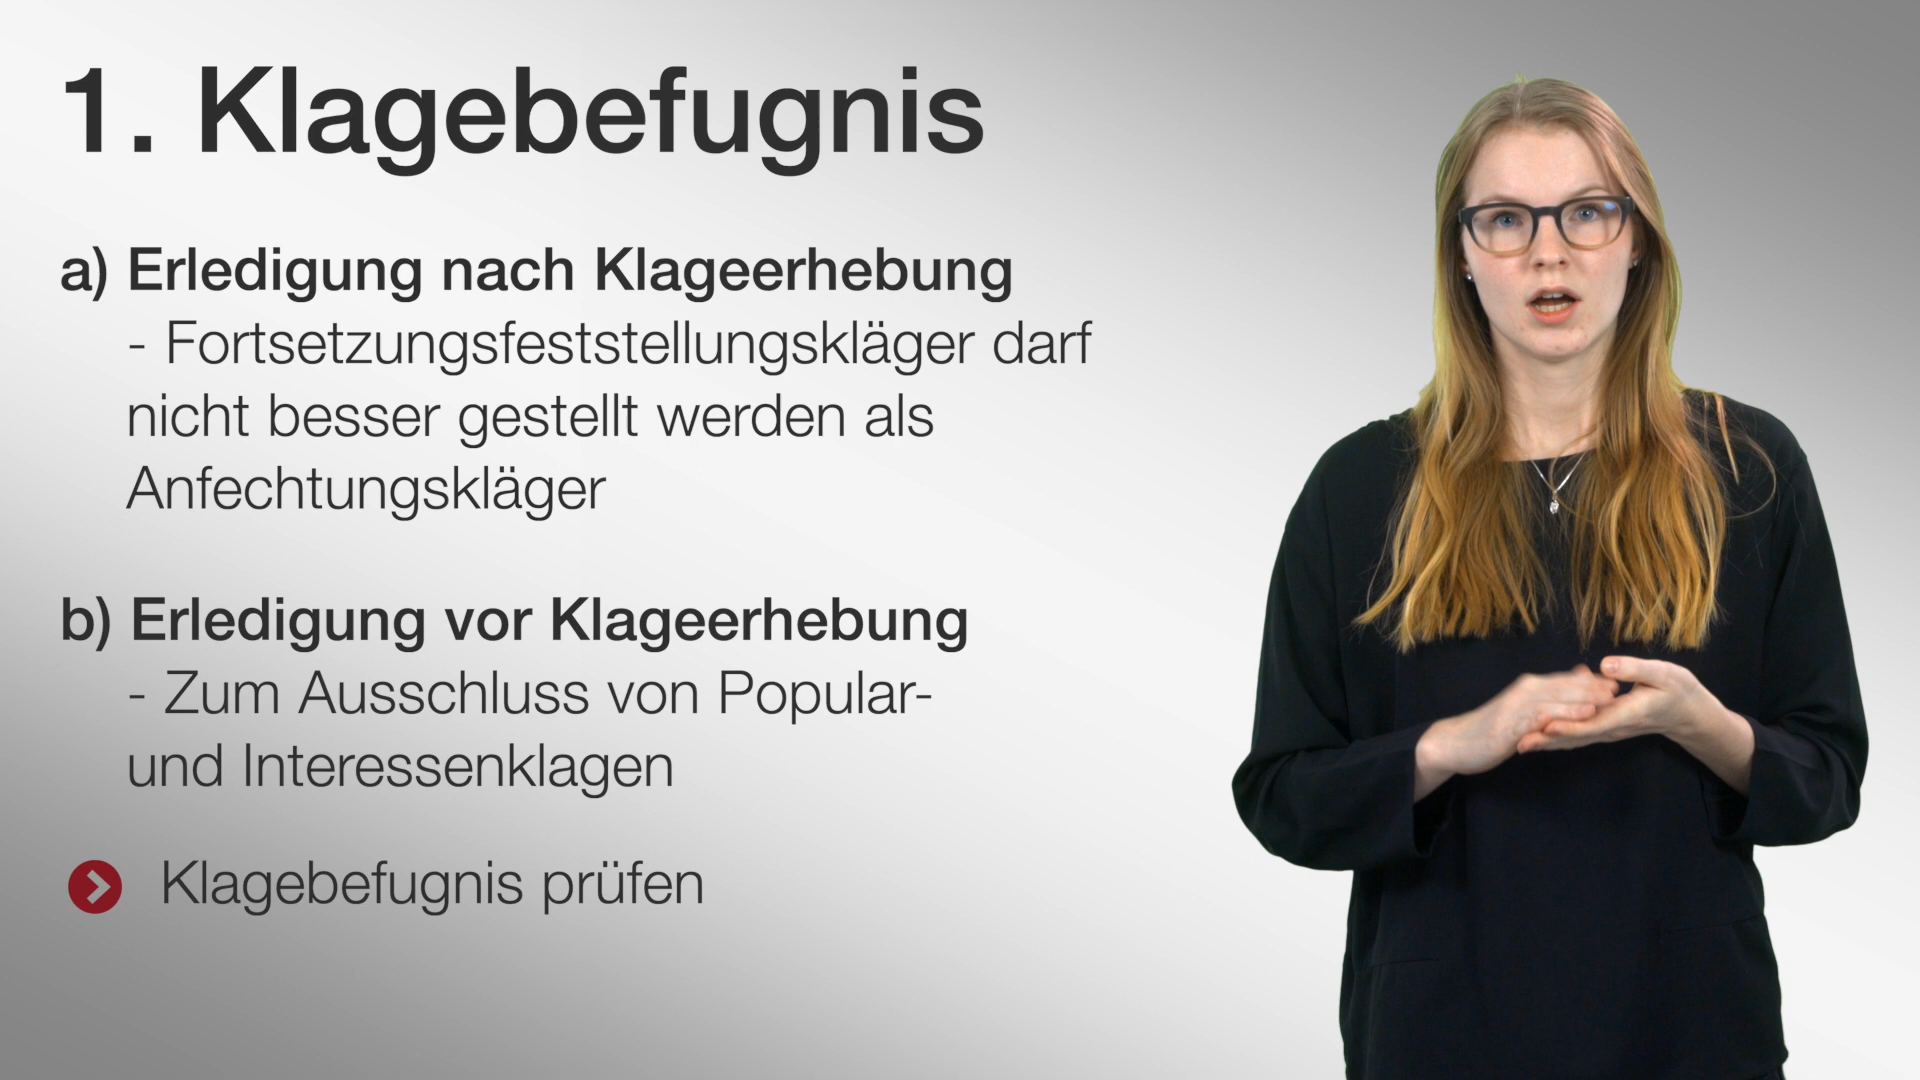 1. Klagebefugnis
a) Erledigung nach Klageerhebung
- Fortsetzungsfeststellungskläger darf
nicht besser gestellt werden als
Anfechtungskläger
b) Erledigung vor Klageerhebung
- Zum Ausschluss von Popular-
und Interessenklagen
Klagebefugnis prüfen